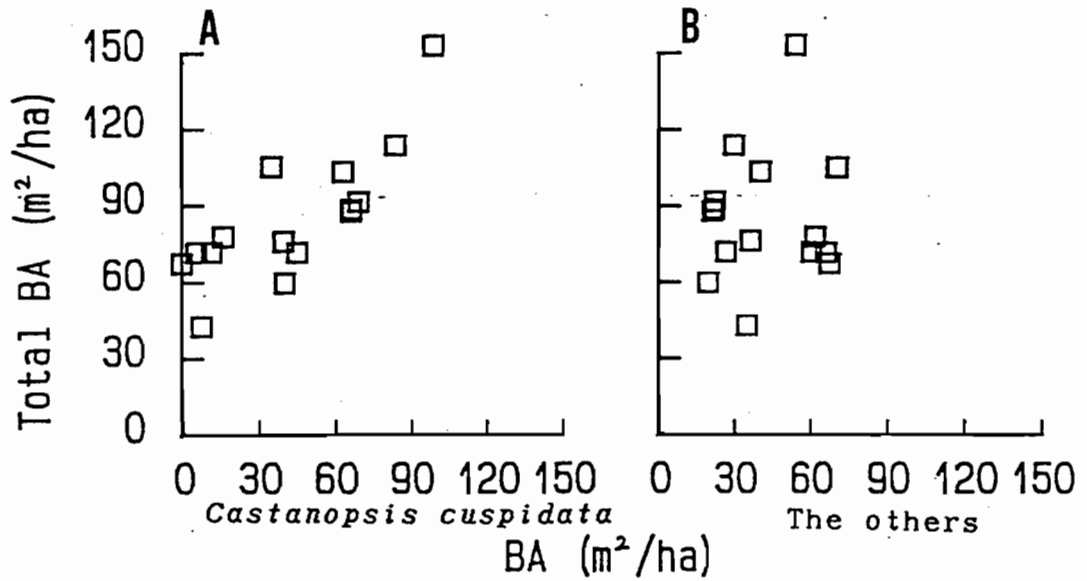 A
B
Total BA (m²/ha)
150
120
90
60
30
0
0 30 60 90 120 150
0 30 60 90 120 150
Castanopsis cuspidata
The others
BA (m²/ha)